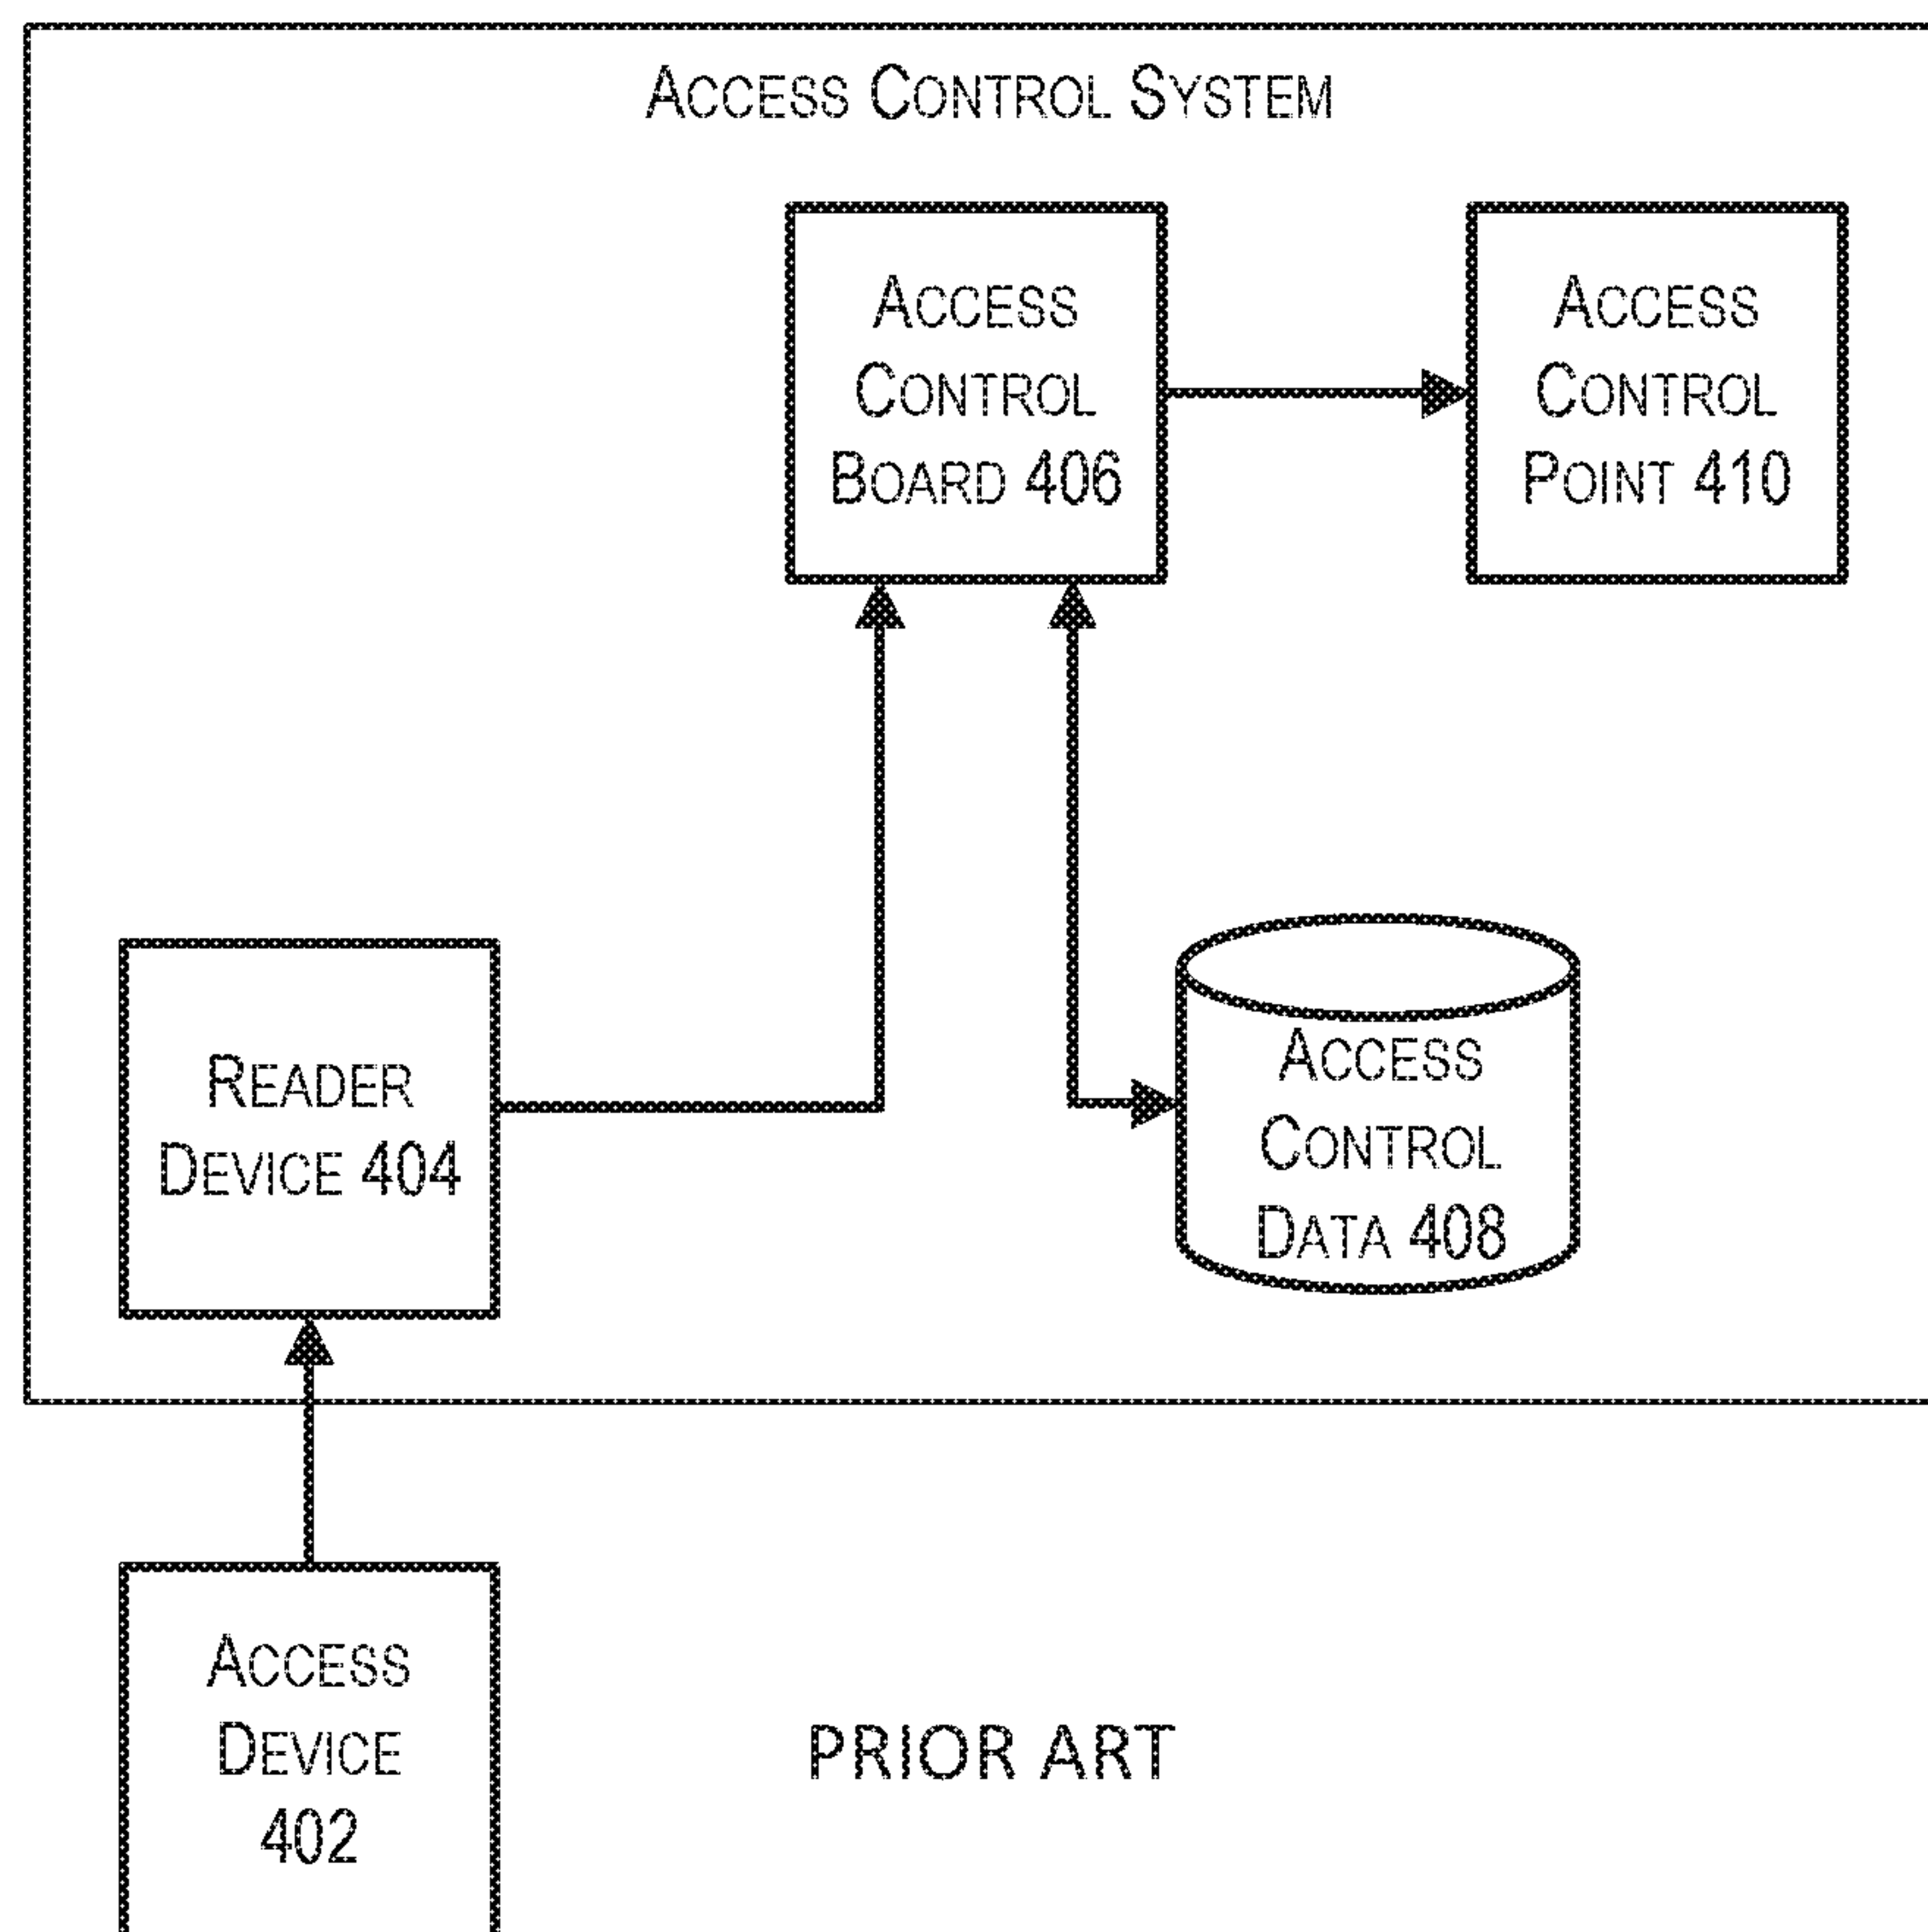 ACCESS CONTROL SYSTEM
ACCESS
CONTROL
BOARD 406
ACCESS
CONTROL
POINT 410
READER
DEVICE 404
ACCESS
CONTROL
DATA 408
ACCESS
DEVICE
402
PRIOR ART